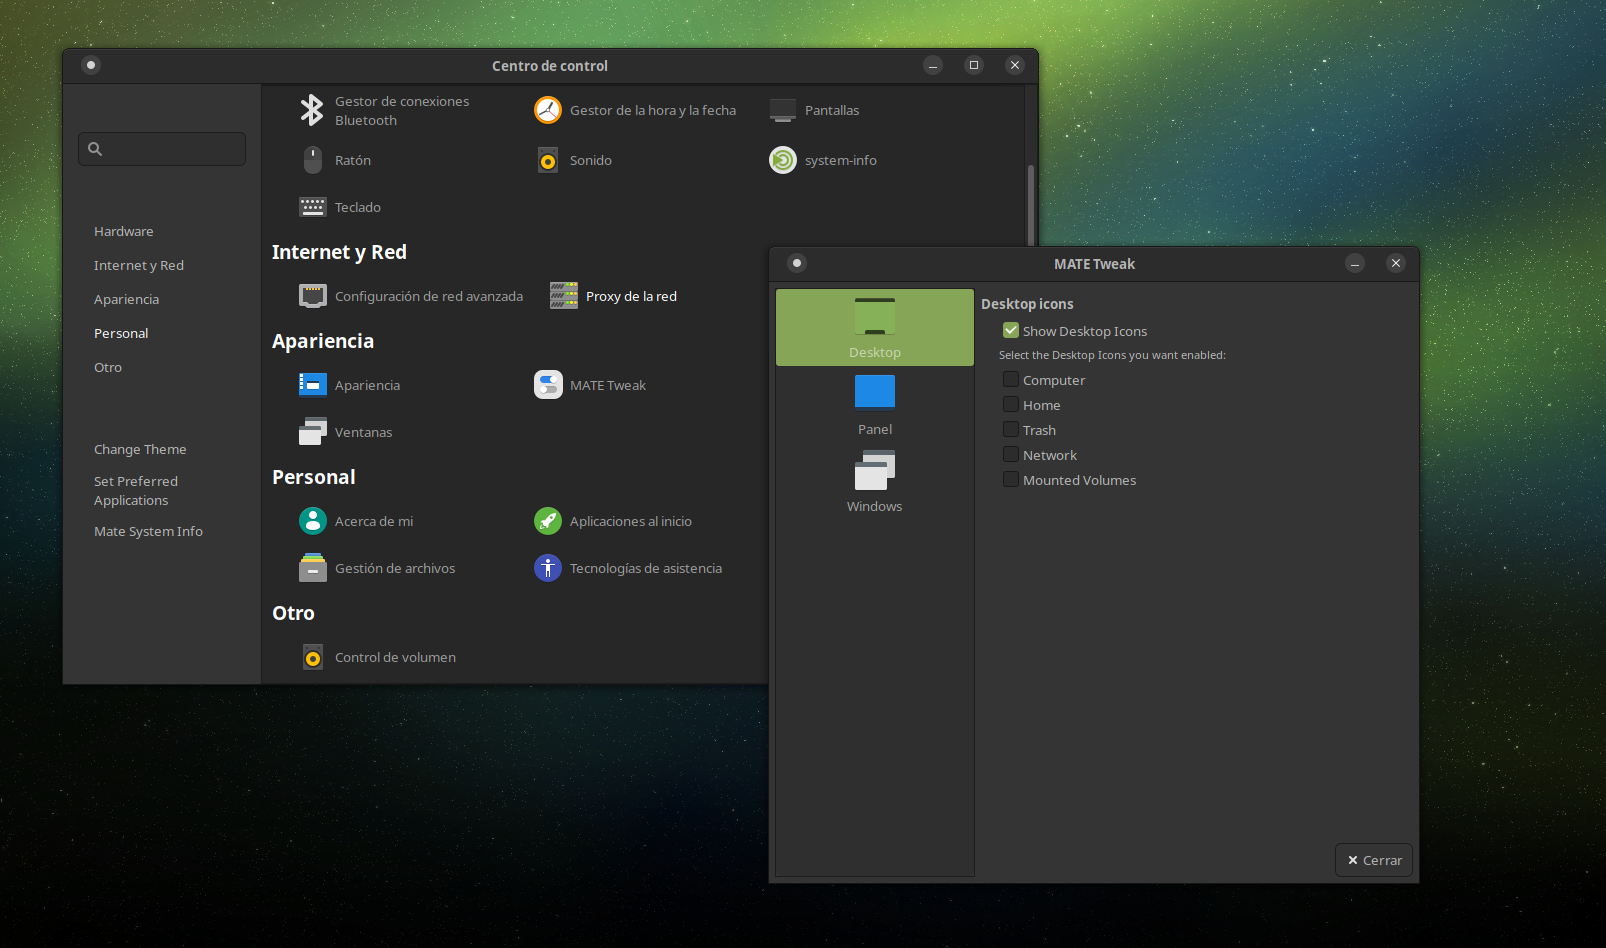 Centro de control
Hardware
Internet y Red
Apariencia
Personal
Otro
Change Theme
Set Preferred
Applications
Mate System Info
Gestor de conexiones
Bluetooth
Gestor de la hora y la fecha
Pantallas
Ratón
Sonido
system-info
Teclado
Internet y Red
Configuración de red avanzada
Proxy de la red
Apariencia
Apariencia
MATE Tweak
Ventanas
Personal
Acerca de mi
Aplicaciones al inicio
Gestión de archivos
Tecnologías de asistencia
Otro
Control de volumen
MATE Tweak
Desktop
Panel
Windows
Desktop icons
Show Desktop Icons
Select the Desktop Icons you want enabled:
Computer
Home
Trash
Network
Mounted Volumes
Cerrar